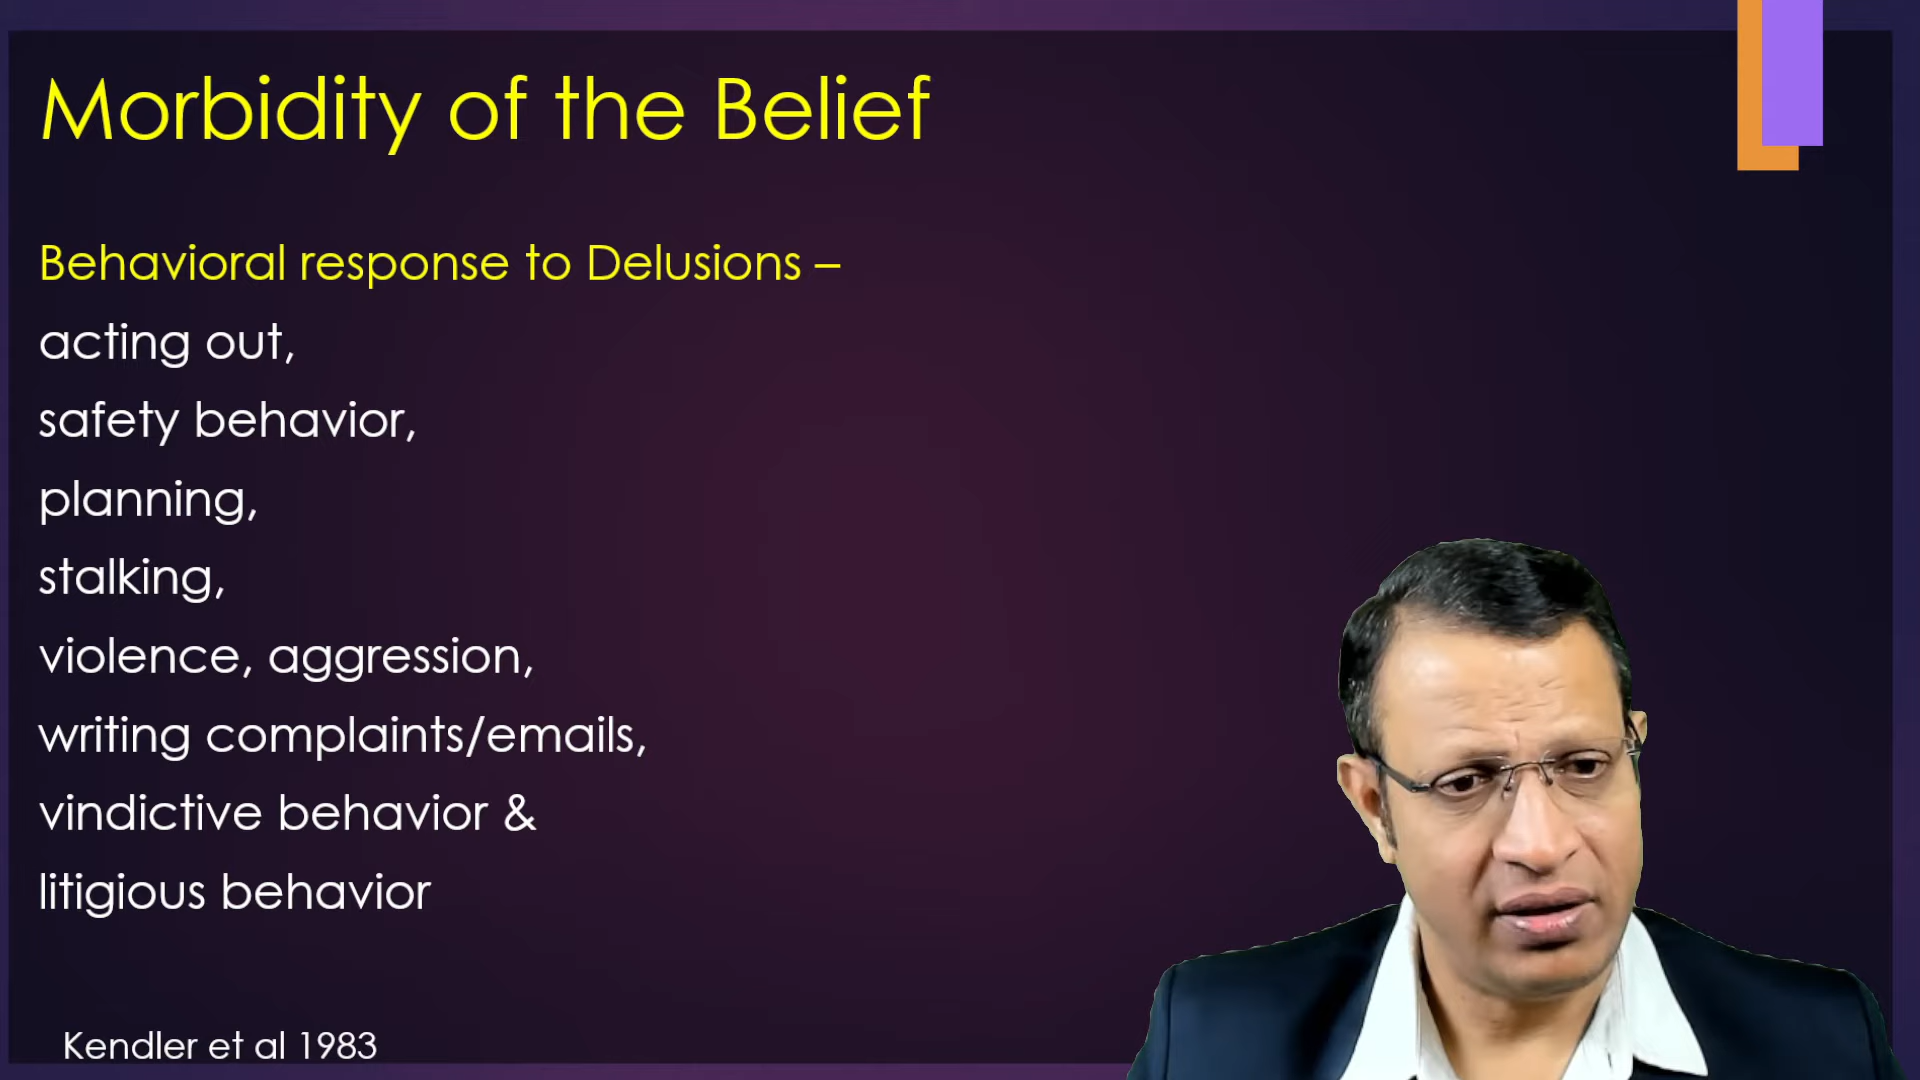 Morbidity of the Belief
Behavioral response to Delusions –
acting out,
safety behavior,
planning,
stalking,
violence, aggression,
writing complaints/emails,
vindictive behavior &
litigious behavior
Kendler et al 1983